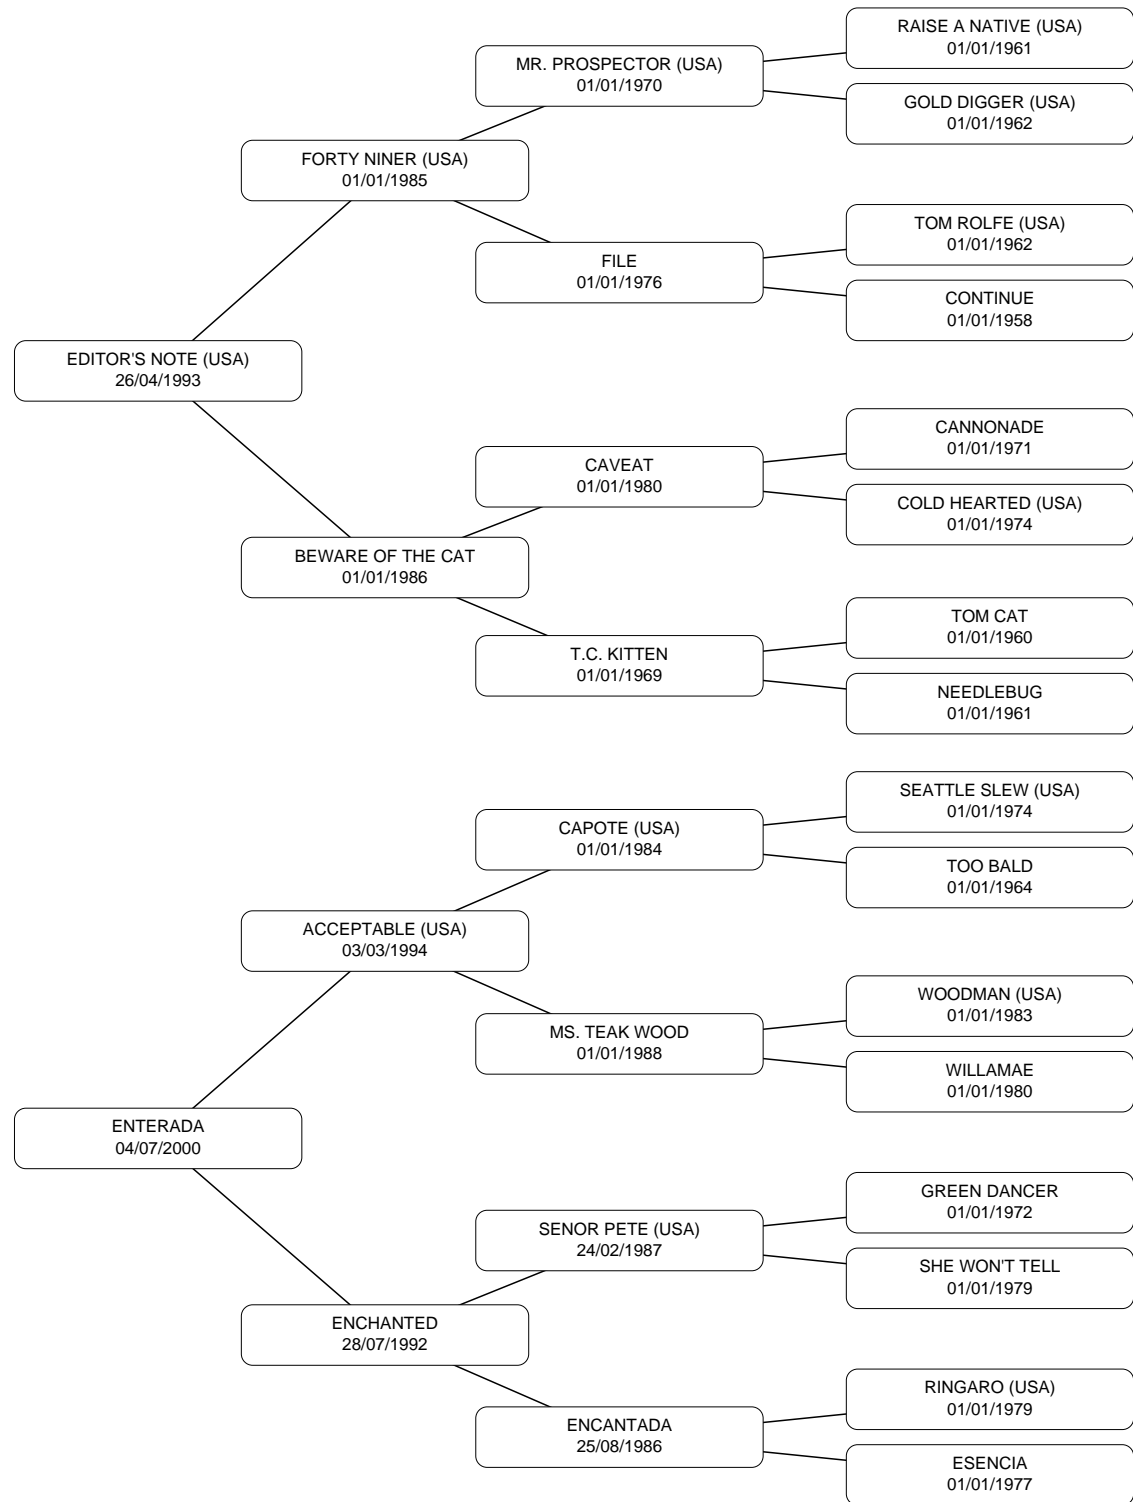 RAISE A NATIVE (USA)
01/01/1961
MR. PROSPECTOR (USA)
01/01/1970
GOLD DIGGER (USA)
01/01/1962
FORTY NINER (USA)
01/01/1985
TOM ROLFE (USA)
01/01/1962
FILE
01/01/1976
CONTINUE
01/01/1958
EDITOR'S NOTE (USA)
26/04/1993
CANNONADE
01/01/1971
CAVEAT
01/01/1980
COLD HEARTED (USA)
01/01/1974
BEWARE OF THE CAT
01/01/1986
TOM CAT
01/01/1960
T.C. KITTEN
01/01/1969
NEEDLEBUG
01/01/1961
SEATTLE SLEW (USA)
01/01/1974
CAPOTE (USA)
01/01/1984
TOO BALD
01/01/1964
ACCEPTABLE (USA)
03/03/1994
WOODMAN (USA)
01/01/1983
MS. TEAK WOOD
01/01/1988
WILLAMAE
01/01/1980
ENTERADA
04/07/2000
GREEN DANCER
01/01/1972
SENOR PETE (USA)
24/02/1987
SHE WON'T TELL
01/01/1979
ENCHANTED
28/07/1992
RINGARO (USA)
01/01/1979
ENCANTADA
25/08/1986
ESENCIA
01/01/1977